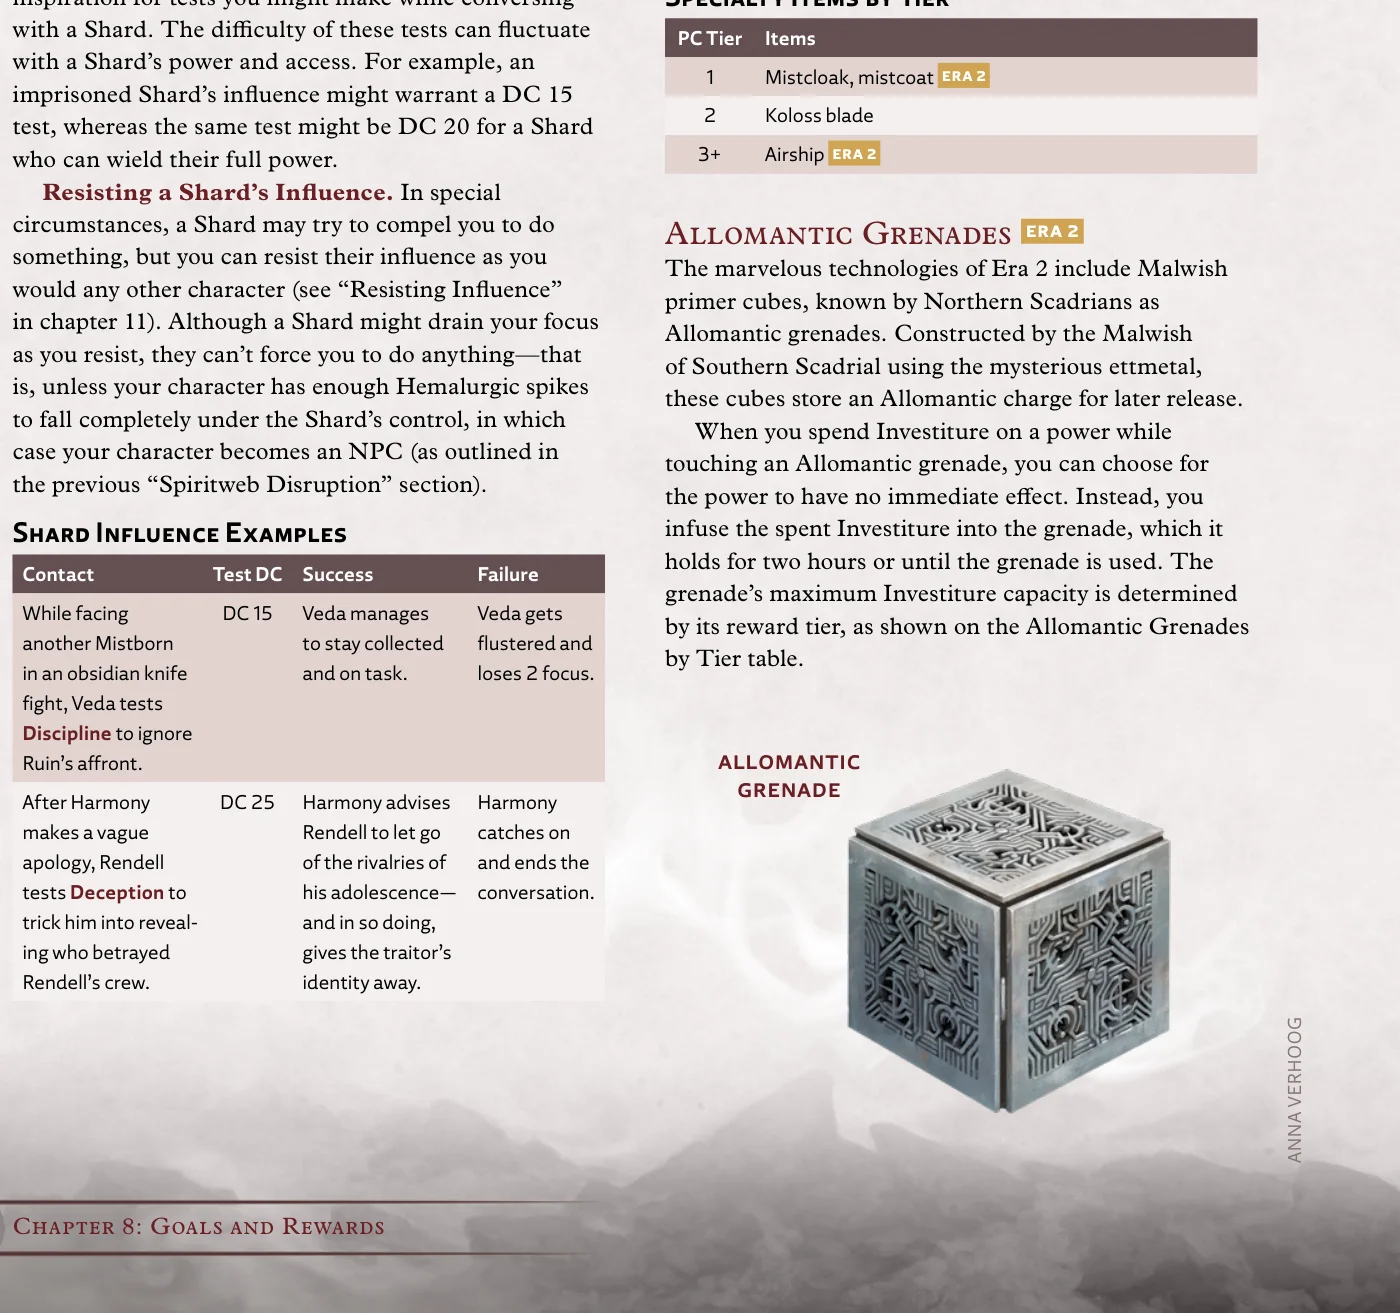 inspiration for tests you might make while conversing
with a Shard. The difficulty of these tests can fluctuate
with a Shard’s power and access. For example, an
imprisoned Shard’s influence might warrant a DC 15
test, whereas the same test might be DC 20 for a Shard
who can wield their full power.
Resisting a Shard’s Influence. In special
circumstances, a Shard may try to compel you to do
something, but you can resist their influence as you
would any other character (see “Resisting Influence”
in chapter 11). Although a Shard might drain your focus
as you resist, they can’t force you to do anything—that
is, unless your character has enough Hemalurgic spikes
to fall completely under the Shard’s control, in which
case your character becomes an NPC (as outlined in
the previous “Spiritweb Disruption” section).
Shard Influence Examples
Contact Test DC Success Failure
While facing DC 15 Veda manages Veda gets
another Mistborn to stay collected flustered and
in an obsidian knife and on task. loses 2 focus.
fight, Veda tests
Discipline to ignore
Ruin’s affront.
After Harmony DC 25 Harmony advises Harmony
makes a vague Rendell to let go catches on
apology, Rendell of the rivalries of and ends the
tests Deception to his adolescence— conversation.
trick him into reveal- and in so doing,
ing who betrayed gives the traitor’s
Rendell’s crew. identity away.
Specialty Items by Tier
PC Tier Items
1 Mistcloak, mistcoat ERA 2
2 Koloss blade
3+ Airship ERA 2
Allomantic Grenades ERA 2
The marvelous technologies of Era 2 include Malwish
primer cubes, known by Northern Scadrians as
Allomantic grenades. Constructed by the Malwish
of Southern Scadrial using the mysterious ettmetal,
these cubes store an Allomantic charge for later release.
When you spend Investiture on a power while
touching an Allomantic grenade, you can choose for
the power to have no immediate effect. Instead, you
infuse the spent Investiture into the grenade, which it
holds for two hours or until the grenade is used. The
grenade’s maximum Investiture capacity is determined
by its reward tier, as shown on the Allomantic Grenades
by Tier table.
ALLOMANTIC
GRENADE
ANNA VERHOOG
Chapter 8: Goals and Rewards